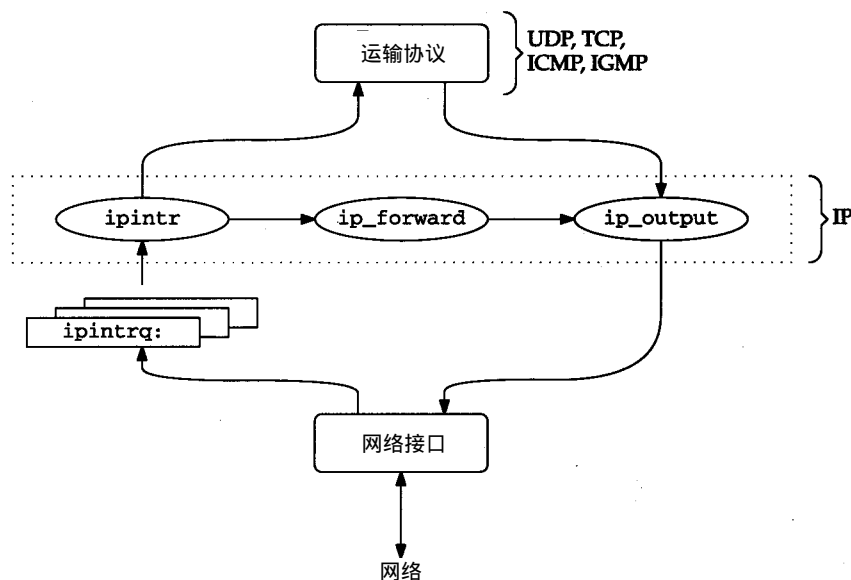 运输协议
UDP, TCP,
ICMP, IGMP
ipintr
ip_forward
ip_output
IP
ipintrq:
网络接口
网络